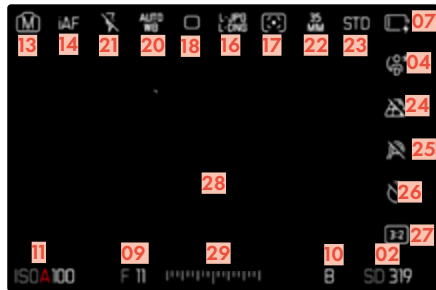 M iAF AUTO WB L-JPG L-DNG 35 MM STD 07
13 14 21 20 18 16 17 22 23
04
24
25
28
26
3:2 27
11 09 29 10 02
ISO A 100 F 11 B SD 319